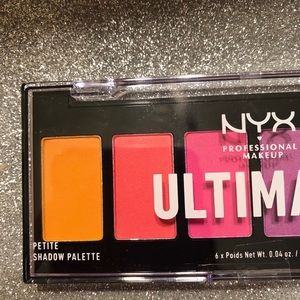 NYX
PROFESSIONAL
MAKEUP
ULTIMA
PETITE
SHADOW PALETTE
6 x Poids Net Wt. 0.04 oz. /